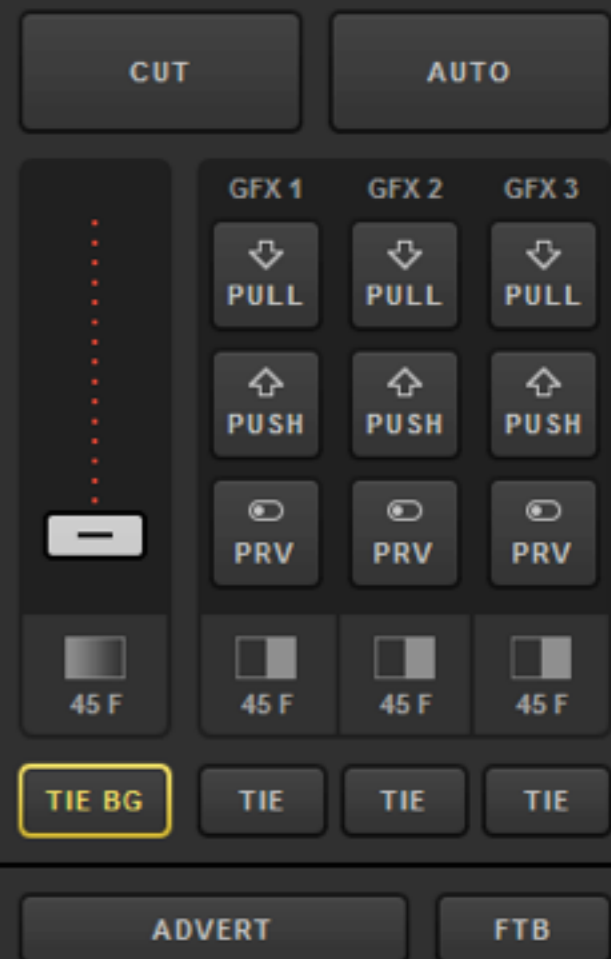 CUT AUTO
GFX 1 GFX 2 GFX 3
PULL PULL PULL
PUSH PUSH PUSH
PRV PRV PRV
45 F 45 F 45 F 45 F
TIE BG TIE TIE TIE
ADVERT FTB